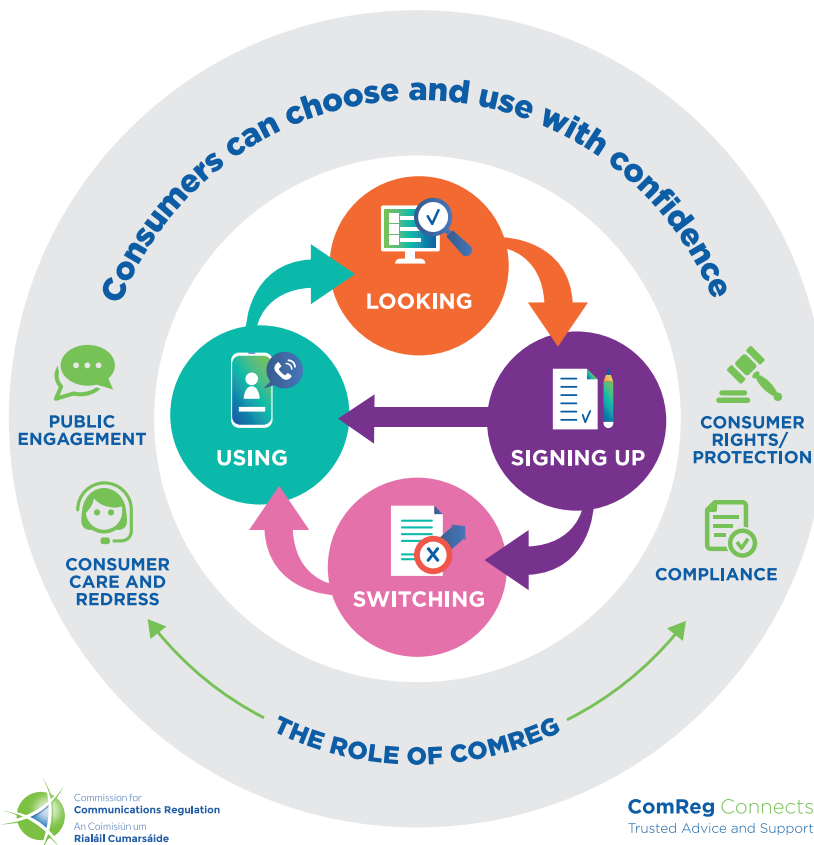 Consumers can choose and use with confidence
LOOKING
USING
SIGNING UP
SWITCHING
PUBLIC
ENGAGEMENT
CONSUMER
CARE AND
REDRESS
CONSUMER
RIGHTS/
PROTECTION
COMPLIANCE
THE ROLE OF COMREG
Commission for
Communications Regulation
An Coimisiún um
Rialáil Cumarsáide
ComReg Connects
Trusted Advice and Support